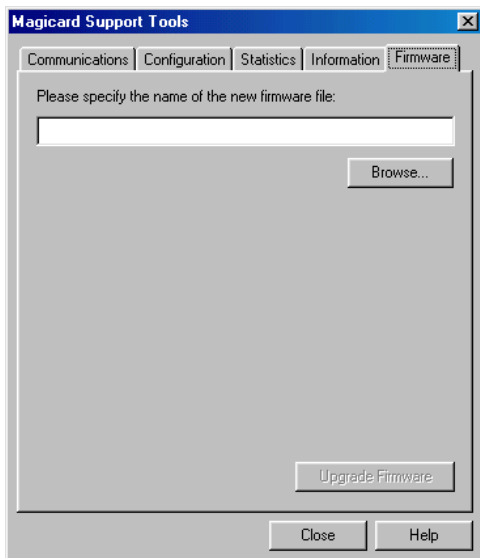 Magicard Support Tools
Communications Configuration Statistics Information Firmware
Please specify the name of the new firmware file:
Browse...
Upgrade Firmware
Close Help